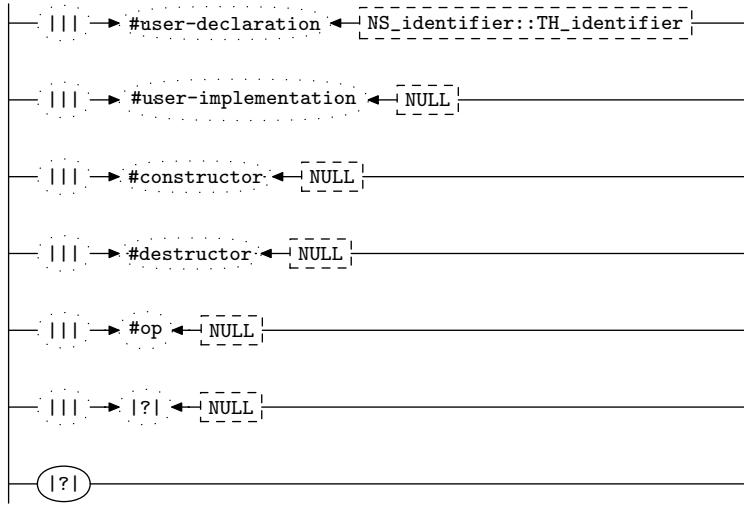 ||| #user-declaration NS_identifier::TH_identifier
||| #user-implementation NULL
||| #constructor NULL
||| #destructor NULL
||| #op NULL
||| |?| NULL
|?|